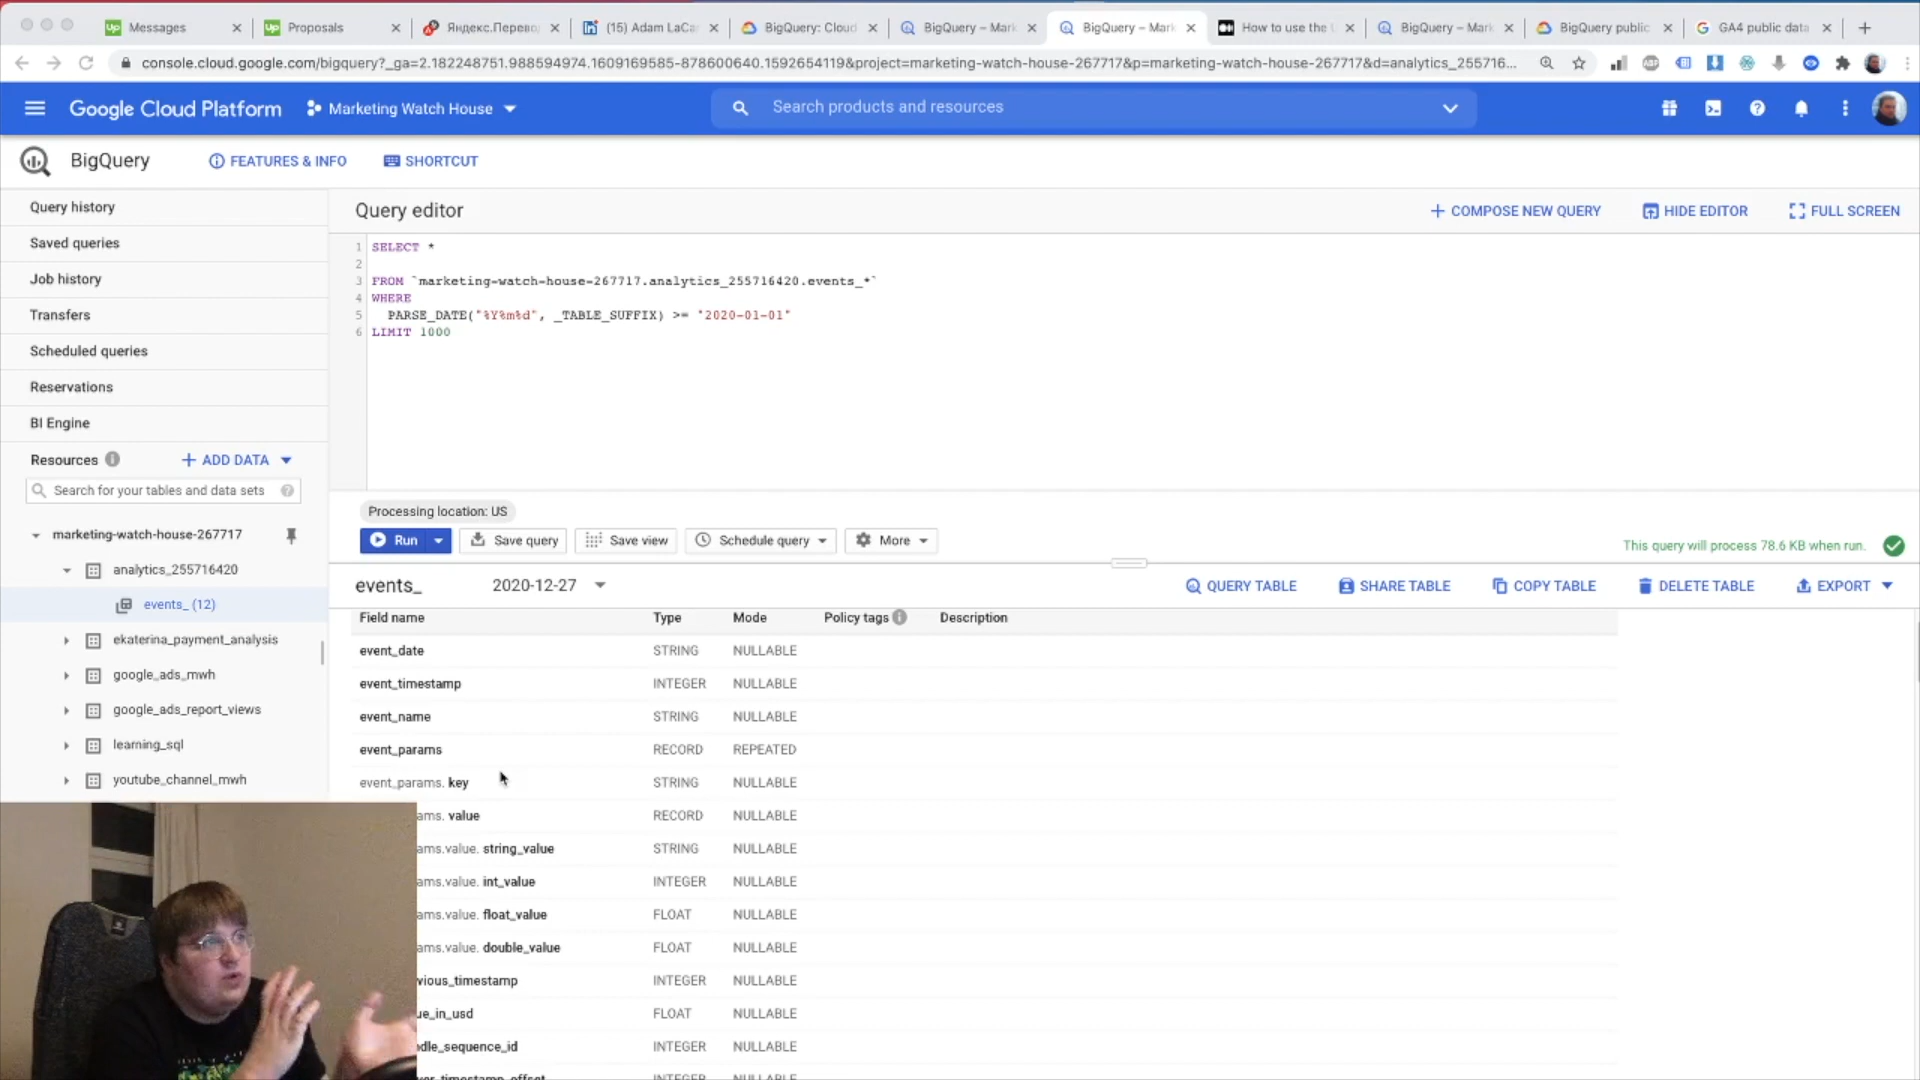 Messages
Proposals
Яндекс.Перево
(15) Adam LaCa
BigQuery: Cloud
BigQuery – Mark
BigQuery – Mark
How to use the
BigQuery – Mark
BigQuery public
GA4 public data
console.cloud.google.com/bigquery?_ga=2.182248751.988594974.1609169585-878600640.1592654119&project=marketing-watch-house-267717&p=marketing-watch-house-267717&d=analytics_255716...
Google Cloud Platform
Marketing Watch House
Search products and resources
BigQuery
FEATURES & INFO
SHORTCUT
Query history
Saved queries
Job history
Transfers
Scheduled queries
Reservations
BI Engine
Resources
+ ADD DATA
Search for your tables and data sets
marketing-watch-house-267717
analytics_255716420
events_ (12)
ekaterina_payment_analysis
google_ads_mwh
google_ads_report_views
learning_sql
youtube_channel_mwh
Query editor
+ COMPOSE NEW QUERY
HIDE EDITOR
FULL SCREEN
1 SELECT *
2
3 FROM `marketing-watch-house-267717.analytics_255716420.events_*`
4 WHERE
5 PARSE_DATE("%Y%m%d", _TABLE_SUFFIX) >= "2020-01-01"
6 LIMIT 1000
Processing location: US
Run
Save query
Save view
Schedule query
More
This query will process 78.6 KB when run.
events_
2020-12-27
QUERY TABLE
SHARE TABLE
COPY TABLE
DELETE TABLE
EXPORT
Field name Type Mode Policy tags Description
event_date STRING NULLABLE
event_timestamp INTEGER NULLABLE
event_name STRING NULLABLE
event_params RECORD REPEATED
event_params. key STRING NULLABLE
ams. value RECORD NULLABLE
ams.value. string_value STRING NULLABLE
ams.value. int_value INTEGER NULLABLE
ams.value. float_value FLOAT NULLABLE
ams.value. double_value FLOAT NULLABLE
vious_timestamp INTEGER NULLABLE
ue_in_usd FLOAT NULLABLE
dle_sequence_id INTEGER NULLABLE
ver_timestamp_offset INTEGER NULLABLE